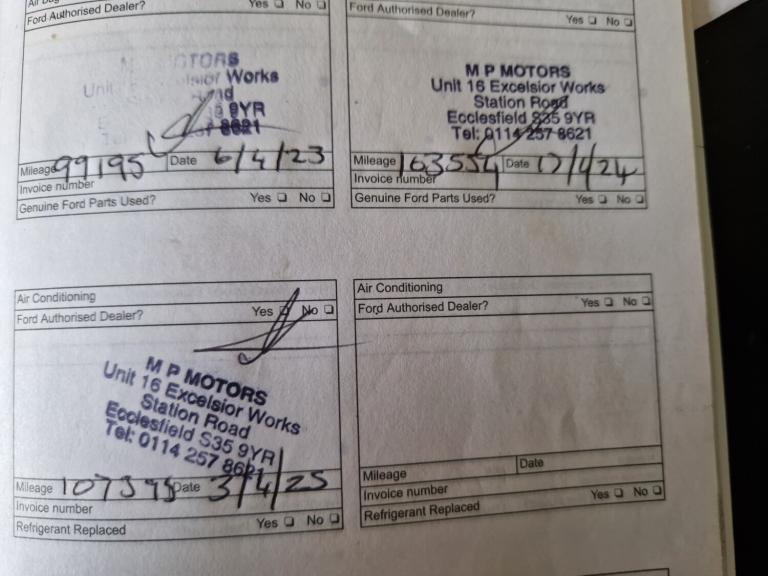 Yes ❑ No ❑
Ford Authorised Dealer?
MOTORS
Unit Works
9YR
8621
Mileage 99195 Date 6/4/23
Invoice number
Genuine Ford Parts Used? Yes ❑ No ❑
Ford Authorised Dealer? Yes ❑ No ❑
M P MOTORS
Unit 16 Excelsior Works
Station Road
Ecclesfield S35 9YR
Tel: 0114 257 8621
Mileage 163554 Date 17/4/24
Invoice number
Genuine Ford Parts Used? Yes ❑ No ❑
Air Conditioning
Ford Authorised Dealer? Yes ❑ No ❑
M P MOTORS
Unit 16 Excelsior Works
Station Road
Ecclesfield S35 9YR
Tel: 0114 257 8621
Mileage Date 3/4/25
Invoice number
Refrigerant Replaced Yes ❑ No ❑
Air Conditioning
Ford Authorised Dealer? Yes ❑ No ❑
Mileage Date
Invoice number
Refrigerant Replaced Yes ❑ No ❑